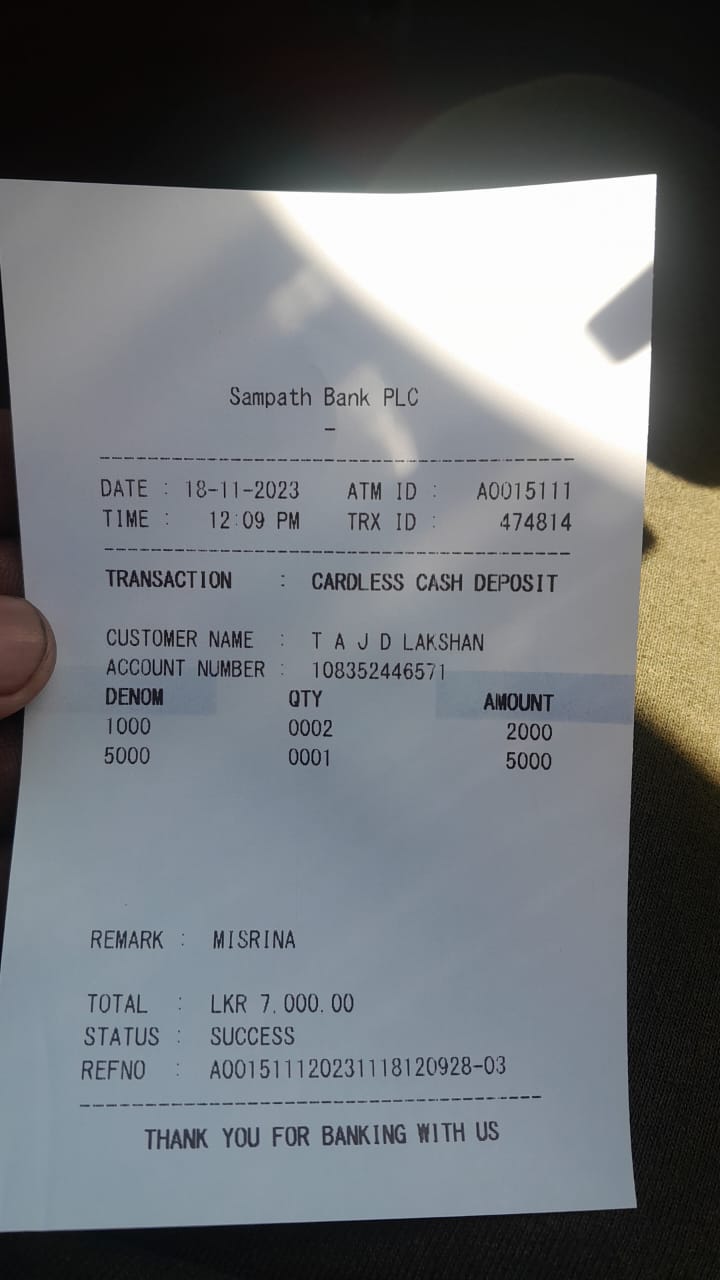 Sampath Bank PLC
-
DATE : 18-11-2023 ATM ID : A0015111
TIME : 12:09 PM TRX ID : 474814
TRANSACTION : CARDLESS CASH DEPOSIT
CUSTOMER NAME : T A J D LAKSHAN
ACCOUNT NUMBER : 108352446571
DENOM QTY AMOUNT
1000 0002 2000
5000 0001 5000
REMARK : MISRINA
TOTAL : LKR 7,000.00
STATUS : SUCCESS
REFNO : A001511120231118120928-03
THANK YOU FOR BANKING WITH US